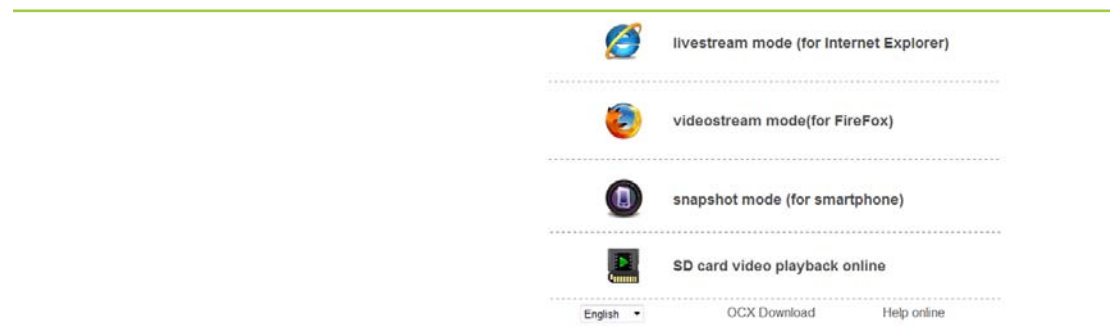 livestream mode (for Internet Explorer)
videostream mode(for FireFox)
snapshot mode (for smartphone)
SD card video playback online
English OCX Download Help online